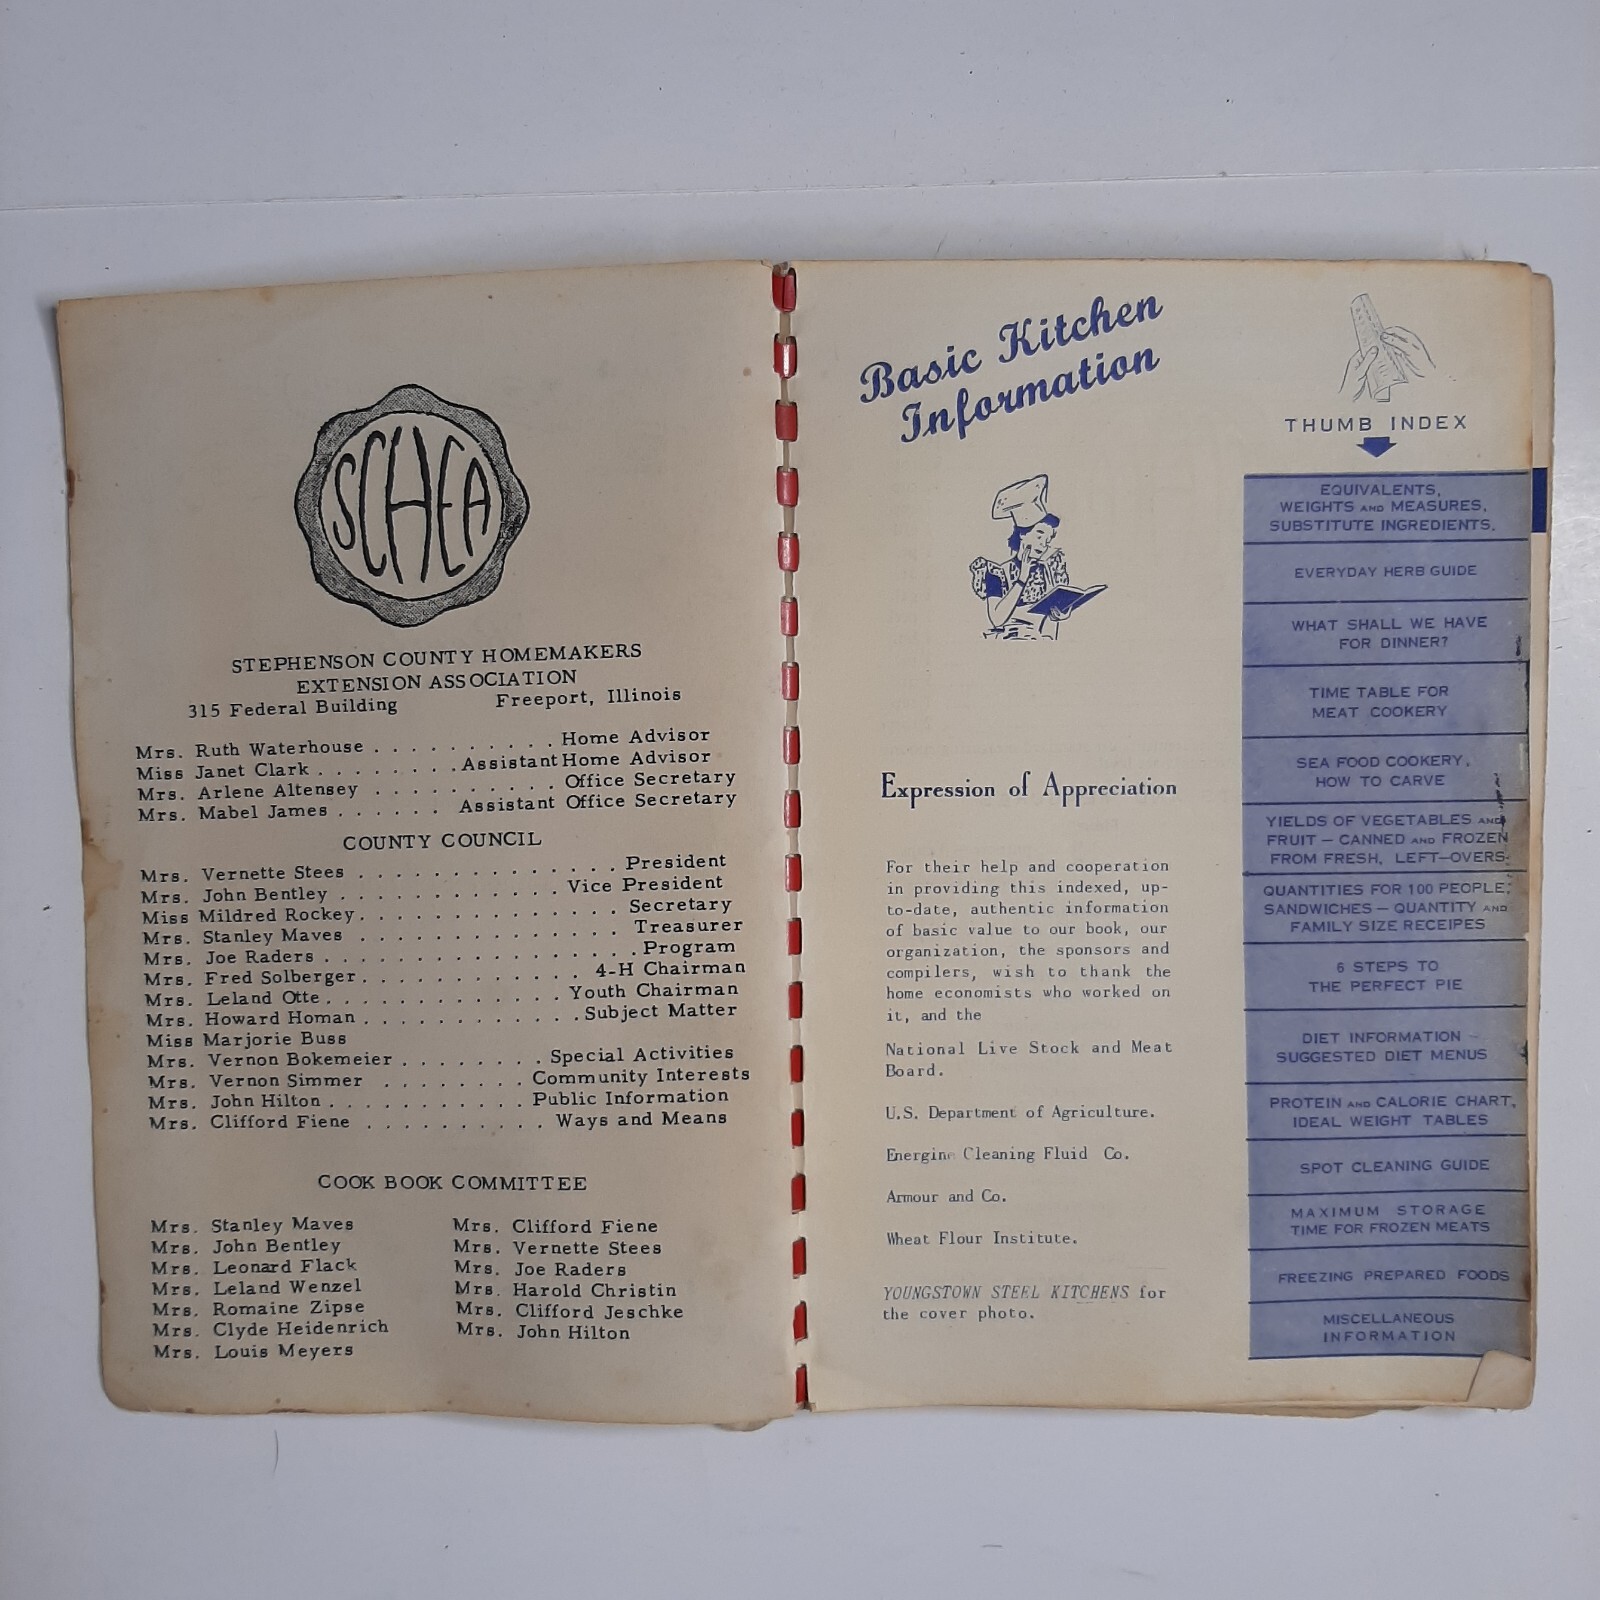 SCHEA
STEPHENSON COUNTY HOMEMAKERS
EXTENSION ASSOCIATION
315 Federal Building Freeport, Illinois
Mrs. Ruth Waterhouse . . . . . . . . . . Home Advisor
Miss Janet Clark . . . . . . . . Assistant Home Advisor
Mrs. Arlene Altensey . . . . . . . . . . Office Secretary
Mrs. Mabel James . . . . . . Assistant Office Secretary
COUNTY COUNCIL
Mrs. Vernette Stees . . . . . . . . . . . . . . President
Mrs. John Bentley . . . . . . . . . . . . Vice President
Miss Mildred Rockey . . . . . . . . . . . . . . Secretary
Mrs. Stanley Maves . . . . . . . . . . . . . . Treasurer
Mrs. Joe Raders . . . . . . . . . . . . . . . . . Program
Mrs. Fred Solberger . . . . . . . . . . . . 4-H Chairman
Mrs. Leland Otte . . . . . . . . . . . . . Youth Chairman
Mrs. Howard Homan . . . . . . . . . . . . Subject Matter
Miss Marjorie Buss
Mrs. Vernon Bokemeier . . . . . . . . Special Activities
Mrs. Vernon Simmer . . . . . . . . Community Interests
Mrs. John Hilton . . . . . . . . . . . Public Information
Mrs. Clifford Fiene . . . . . . . . . . Ways and Means
COOK BOOK COMMITTEE
Mrs. Stanley Maves
Mrs. John Bentley
Mrs. Leonard Flack
Mrs. Leland Wenzel
Mrs. Romaine Zipse
Mrs. Clyde Heidenrich
Mrs. Louis Meyers
Mrs. Clifford Fiene
Mrs. Vernette Stees
Mrs. Joe Raders
Mrs. Harold Christin
Mrs. Clifford Jeschke
Mrs. John Hilton
Basic Kitchen
Information
Expression of Appreciation
For their help and cooperation
in providing this indexed, up-
to-date, authentic information
of basic value to our book, our
organization, the sponsors and
compilers, wish to thank the
home economists who worked on
it, and the
National Live Stock and Meat
Board.
U.S. Department of Agriculture.
Energine Cleaning Fluid Co.
Armour and Co.
Wheat Flour Institute.
YOUNGSTOWN STEEL KITCHENS for
the cover photo.
THUMB INDEX
EQUIVALENTS,
WEIGHTS AND MEASURES,
SUBSTITUTE INGREDIENTS.
EVERYDAY HERB GUIDE
WHAT SHALL WE HAVE
FOR DINNER?
TIME TABLE FOR
MEAT COOKERY
SEA FOOD COOKERY,
HOW TO CARVE
YIELDS OF VEGETABLES AND
FRUIT – CANNED AND FROZEN
FROM FRESH, LEFT–OVERS
QUANTITIES FOR 100 PEOPLE,
SANDWICHES – QUANTITY AND
FAMILY SIZE RECEIPES
6 STEPS TO
THE PERFECT PIE
DIET INFORMATION –
SUGGESTED DIET MENUS
PROTEIN AND CALORIE CHART,
IDEAL WEIGHT TABLES
SPOT CLEANING GUIDE
MAXIMUM STORAGE
TIME FOR FROZEN MEATS
FREEZING PREPARED FOODS
MISCELLANEOUS
INFORMATION